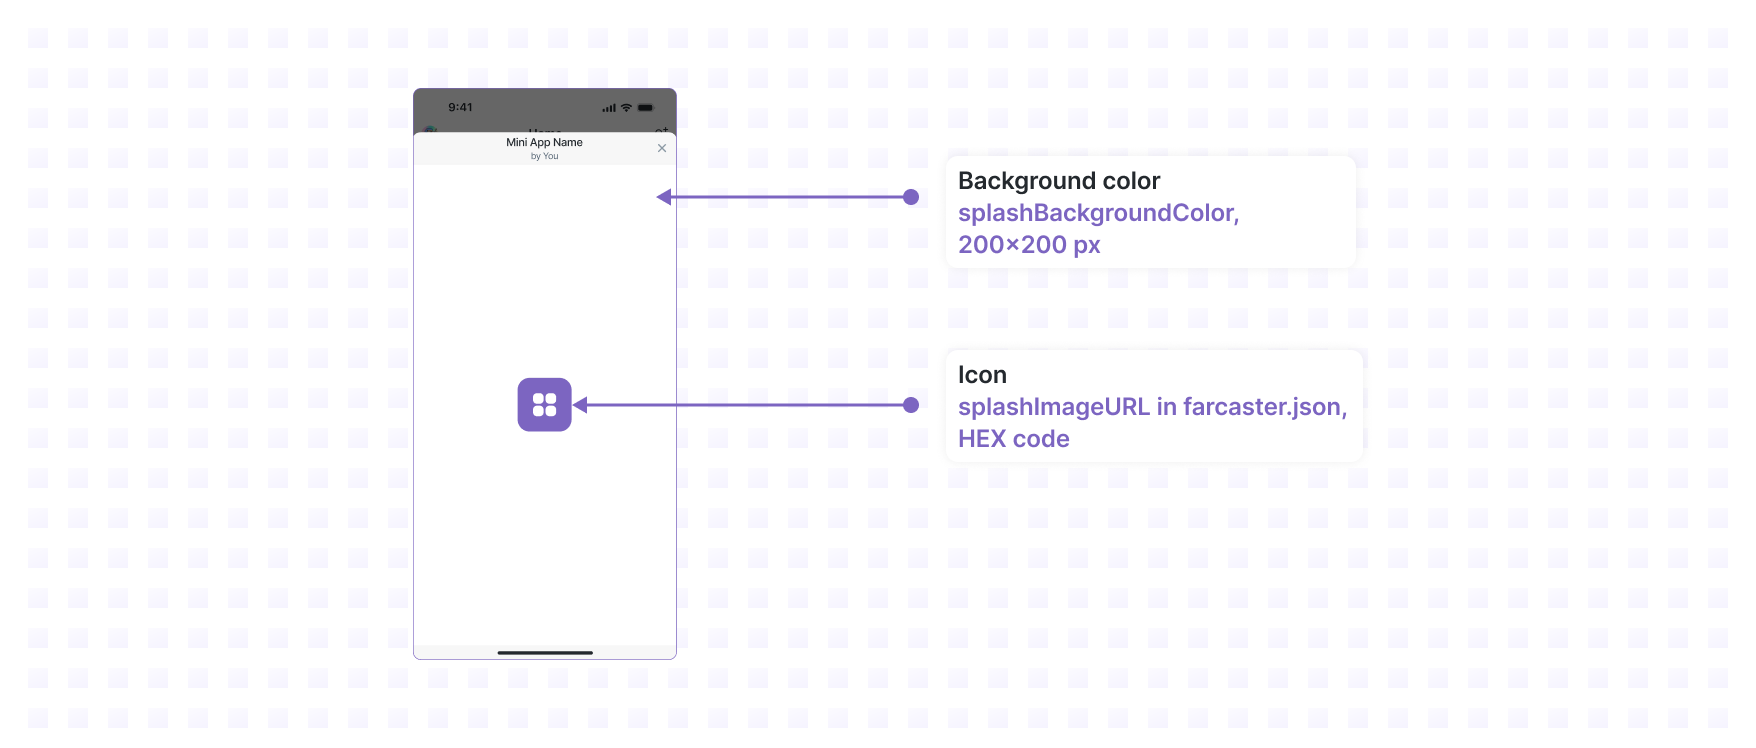 9:41
Home
Mini App Name
by You
Background color
splashBackgroundColor,
200×200 px
Icon
splashImageURL in farcaster.json,
HEX code